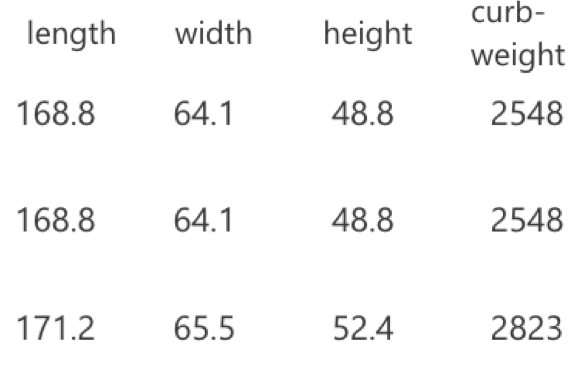 length width height curb-
weight
168.8 64.1 48.8 2548
168.8 64.1 48.8 2548
171.2 65.5 52.4 2823